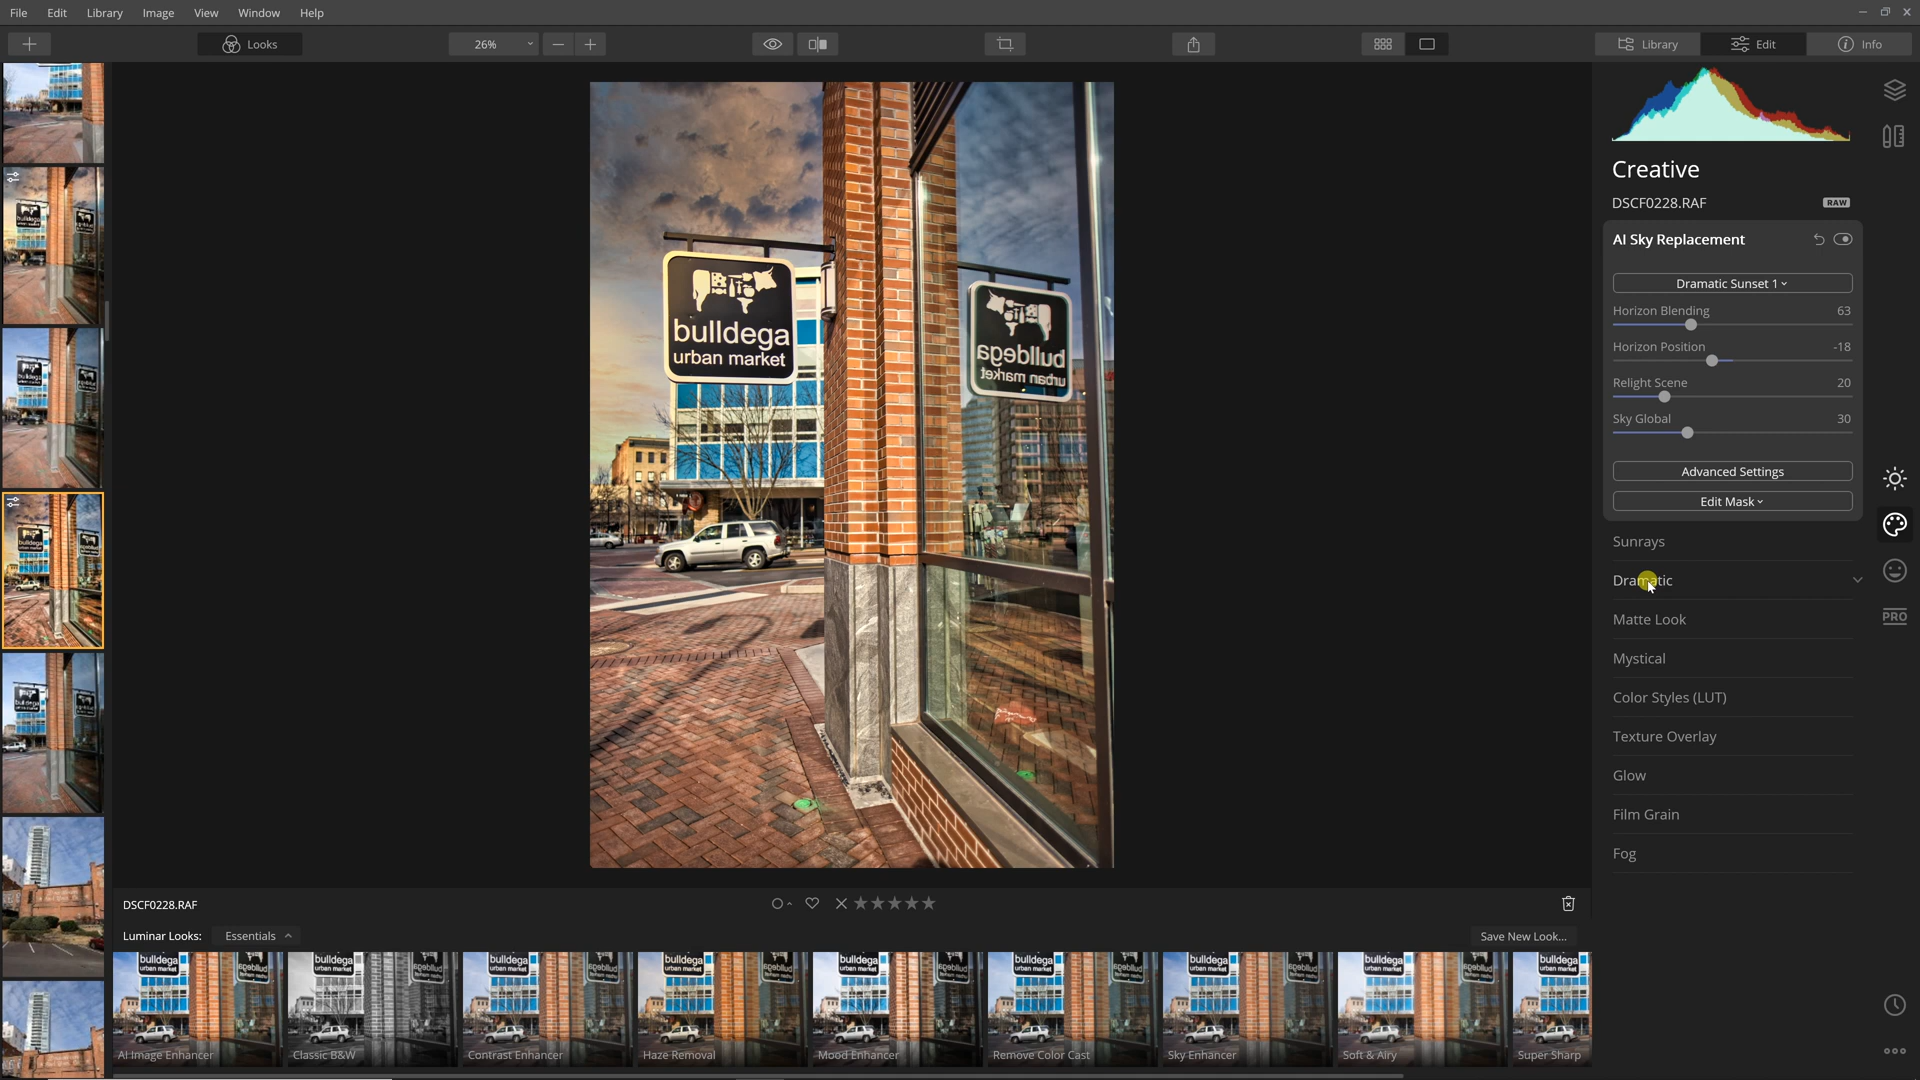 File Edit Library Image View Window Help
Looks 26% Library Edit Info
Creative
DSCF0228.RAF RAW
AI Sky Replacement
Dramatic Sunset 1
Horizon Blending 63
Horizon Position -18
Relight Scene 20
Sky Global 30
Advanced Settings
Edit Mask
Sunrays
Dramatic
Matte Look
Mystical
Color Styles (LUT)
Texture Overlay
Glow
Film Grain
Fog
PRO
bulldega
urban market
bulldega
urban market
DSCF0228.RAF
Luminar Looks: Essentials Save New Look...
AI Image Enhancer Classic B&W Contrast Enhancer Haze Removal Mood Enhancer Remove Color Cast Sky Enhancer Soft & Airy Super Sharp